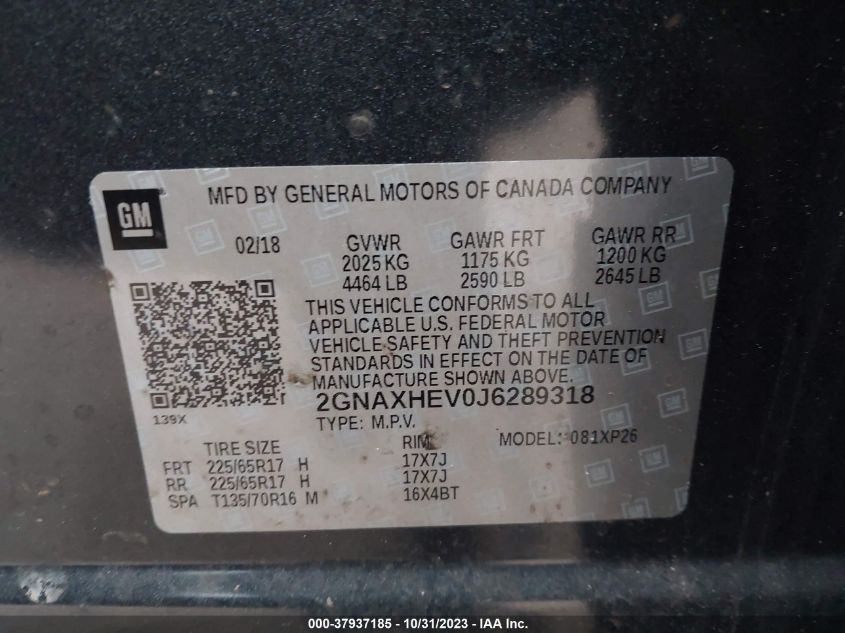 GM
MFD BY GENERAL MOTORS OF CANADA COMPANY
02/18 GVWR GAWR FRT GAWR RR
2025 KG 1175 KG 1200 KG
4464 LB 2590 LB 2645 LB
THIS VEHICLE CONFORMS TO ALL
APPLICABLE U.S. FEDERAL MOTOR
VEHICLE SAFETY AND THEFT PREVENTION
STANDARDS IN EFFECT ON THE DATE OF
MANUFACTURE SHOWN ABOVE.
139X
2GNAXHEV0J6289318
TYPE: M.P.V. MODEL: 081XP26
TIRE SIZE RIM
FRT 225/65R17 H 17X7J
RR 225/65R17 H 17X7J
SPA T135/70R16 M 16X4BT
000-37937185 - 10/31/2023 - IAA Inc.